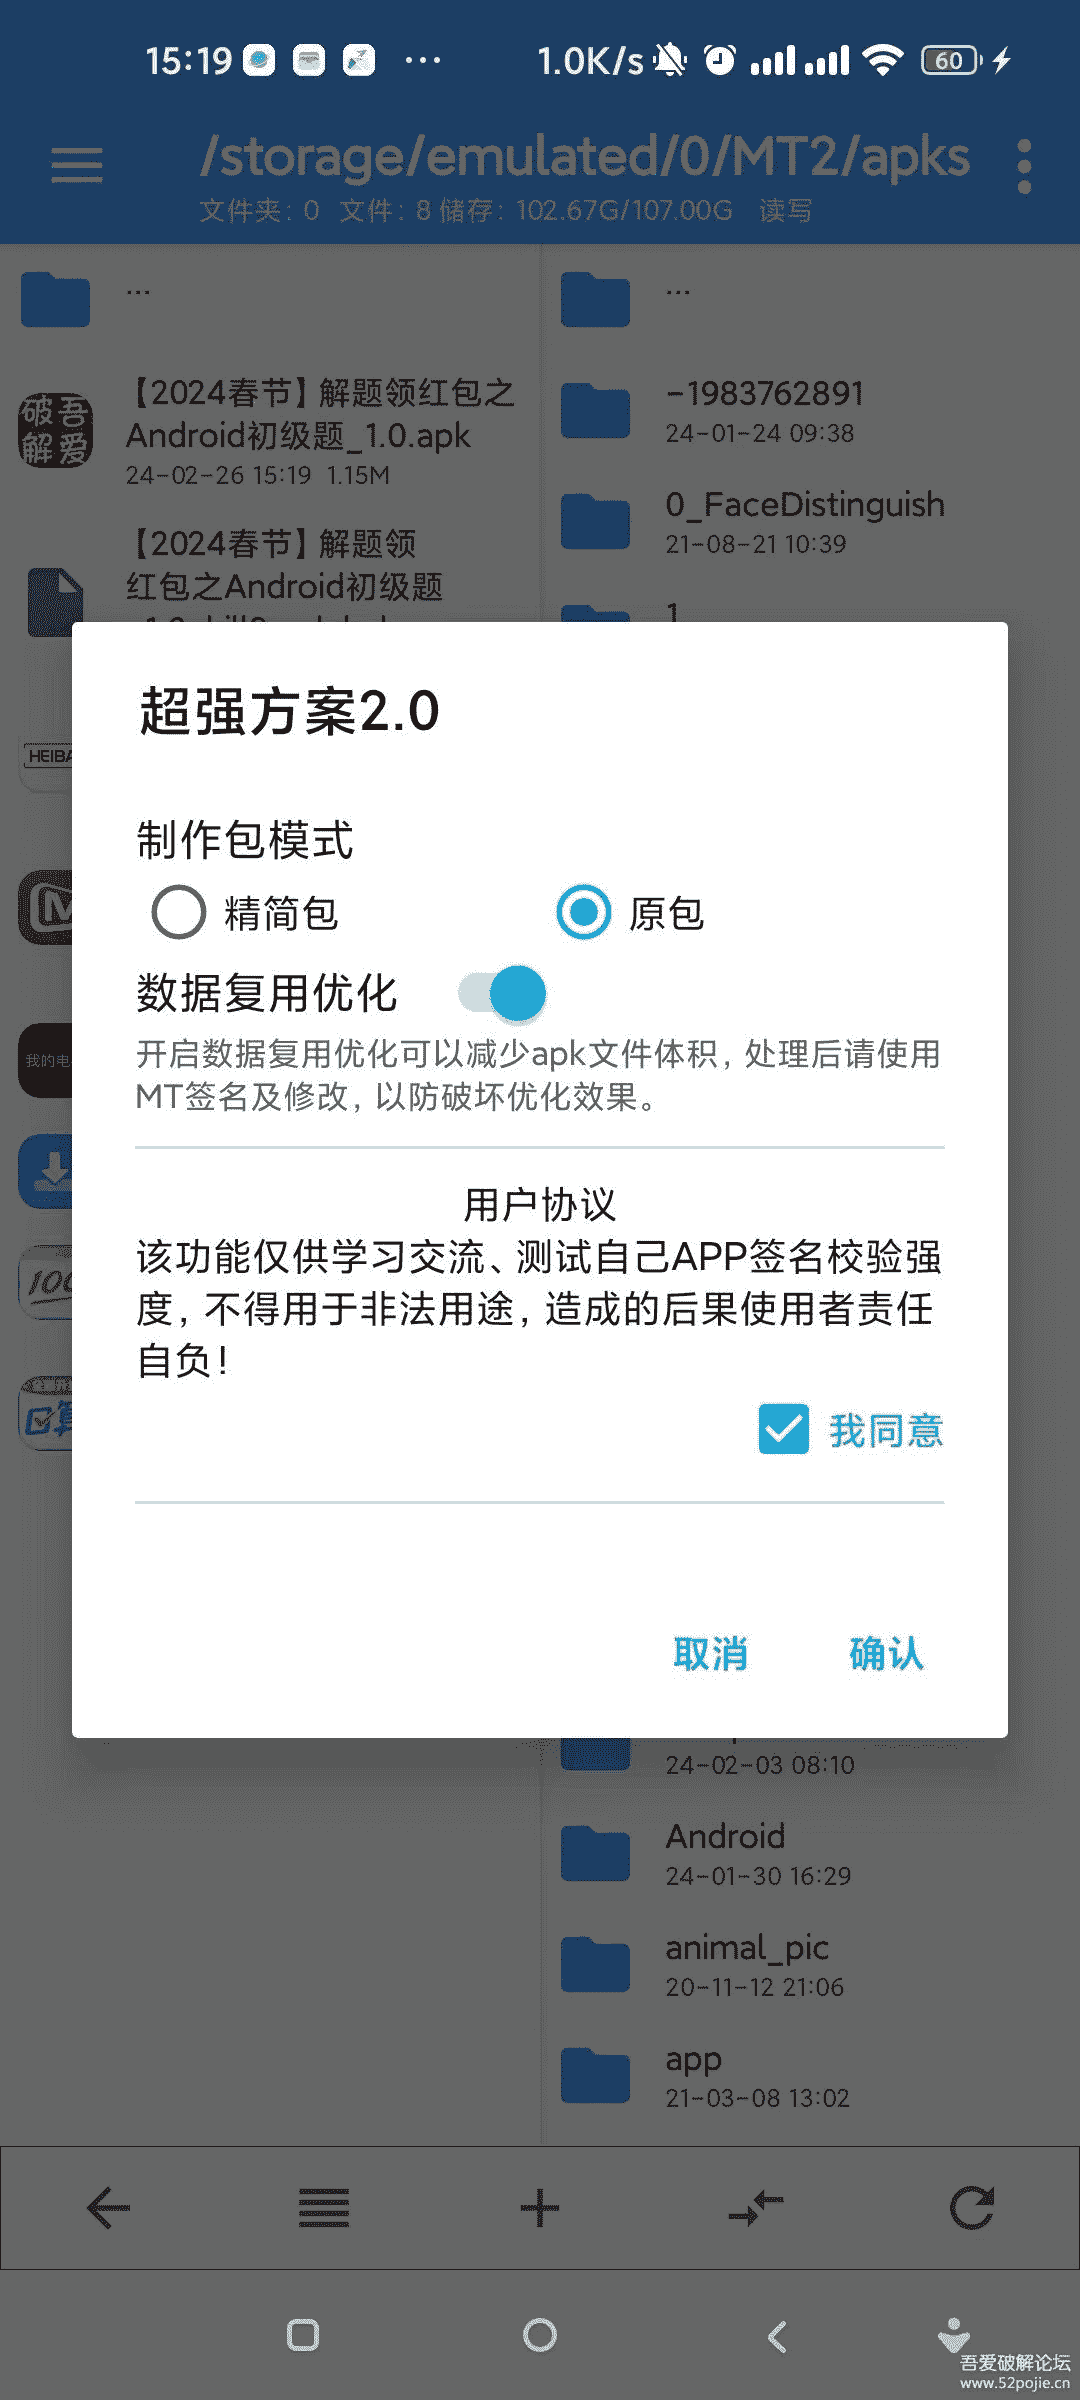 15:19
1.0K/s
60
/storage/emulated/0/MT2/apks
文件夹：0 文件：8 储存：102.67G/107.00G 读写
...
...
破吾
解爱
【2024春节】解题领红包之
Android初级题_1.0.apk
24-02-26 15:19 1.15M
-1983762891
24-01-24 09:38
0_FaceDistinguish
21-08-21 10:39
【2024春节】解题领
红包之Android初级题
1
HEIBA
超强方案2.0
制作包模式
精简包
原包
数据复用优化
开启数据复用优化可以减少apk文件体积，处理后请使用
MT签名及修改，以防破坏优化效果。
我的电
用户协议
该功能仅供学习交流、测试自己APP签名校验强
度，不得用于非法用途，造成的后果使用者责任
自负！
100
我同意
取消
确认
24-02-03 08:10
Android
24-01-30 16:29
animal_pic
20-11-12 21:06
app
21-03-08 13:02
吾爱破解论坛
www.52pojie.cn